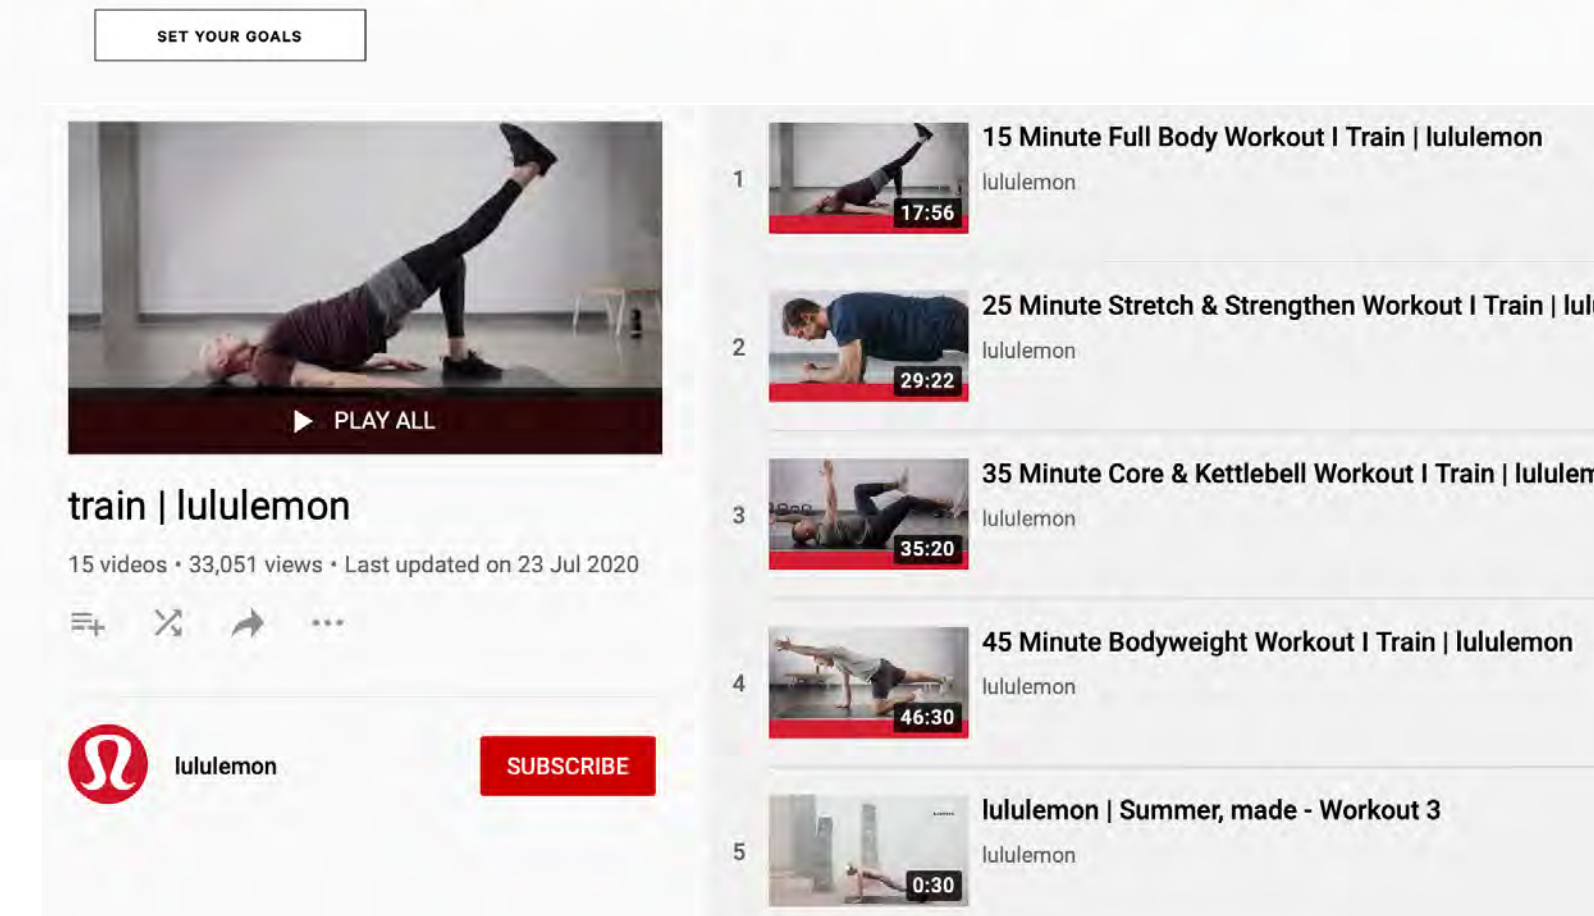 SET YOUR GOALS
PLAY ALL
train | lululemon
15 videos • 33,051 views • Last updated on 23 Jul 2020
lululemon
SUBSCRIBE
1
17:56
15 Minute Full Body Workout I Train | lululemon
lululemon
2
29:22
25 Minute Stretch & Strengthen Workout I Train | lul
lululemon
3
35:20
35 Minute Core & Kettlebell Workout I Train | lululem
lululemon
4
46:30
45 Minute Bodyweight Workout I Train | lululemon
lululemon
5
0:30
lululemon | Summer, made - Workout 3
lululemon